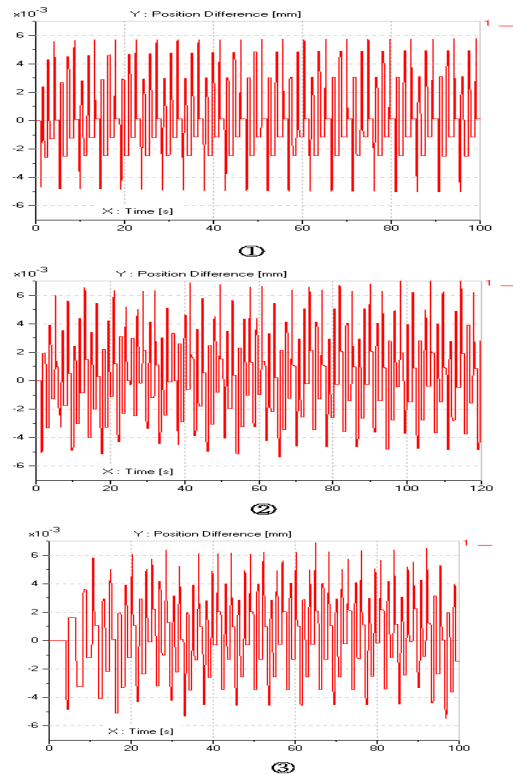 Y : Position Difference [mm]
x10-3
1
6
4
2
0
-2
-4
-6
X : Time [s]
0 20 40 60 80 100
①
Y : Position Difference [mm]
x10-3
1
6
4
2
0
-2
-4
-6
X : Time [s]
0 20 40 60 80 100 120
②
Y : Position Difference [mm]
x10-3
1
6
4
2
0
-2
-4
-6
X : Time [s]
0 20 40 60 80 100
③